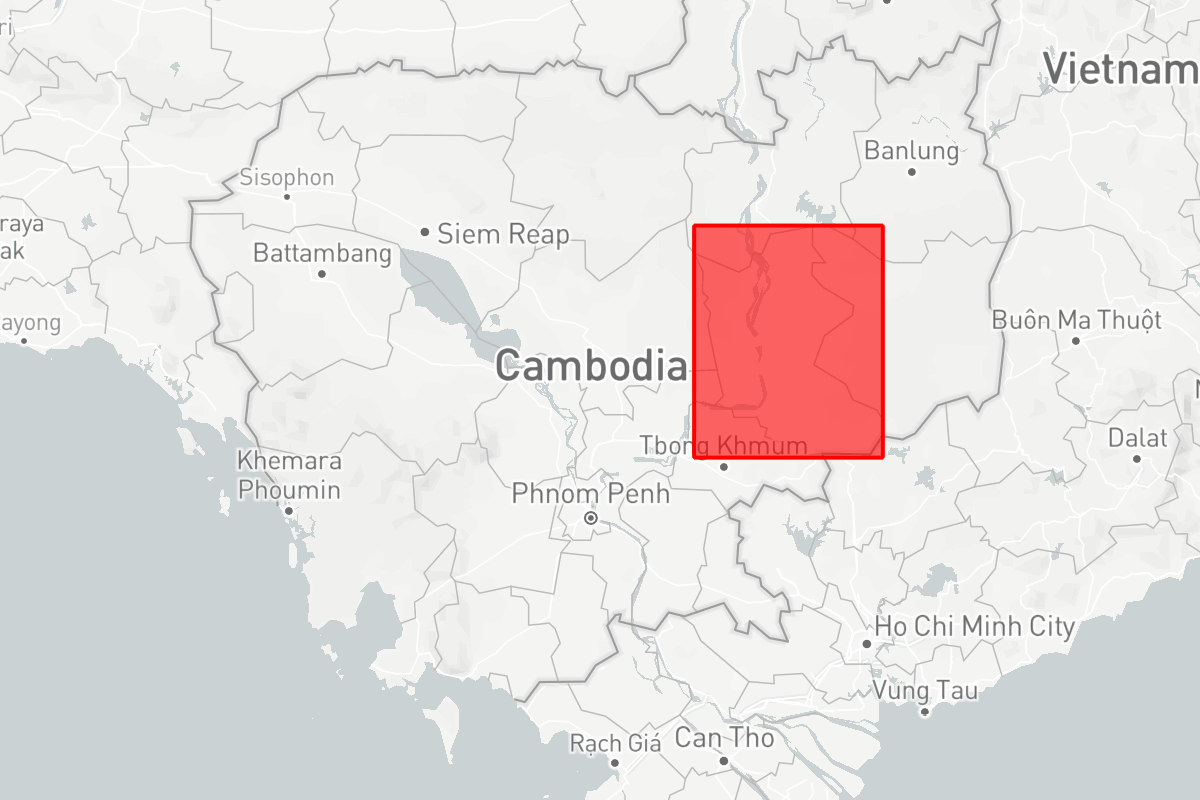 ri
Vietnam
Banlung
Sisophon
raya
ak
Siem Reap
Battambang
ayong
Buôn Ma Thuột
Cambodia
Tbong Khmum
Dalat
Khemara
Phoumin
Phnom Penh
Ho Chi Minh City
Vung Tau
Rạch Giá
Can Tho
N